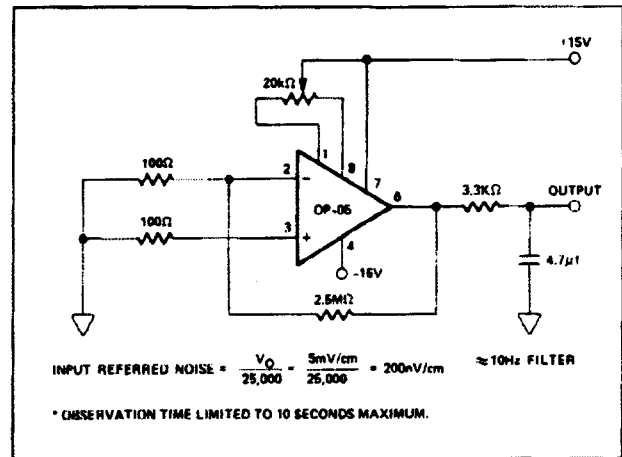 +15V
20kΩ
1
8
7
100Ω
2
−
OP-05
6
3.3KΩ
OUTPUT
100Ω
3
+
4
-15V
4.7μf
2.5MΩ
INPUT REFERRED NOISE = V_O / 25,000 = 5mV/cm / 25,000 = 200nV/cm
≈10Hz FILTER
* OBSERVATION TIME LIMITED TO 10 SECONDS MAXIMUM.